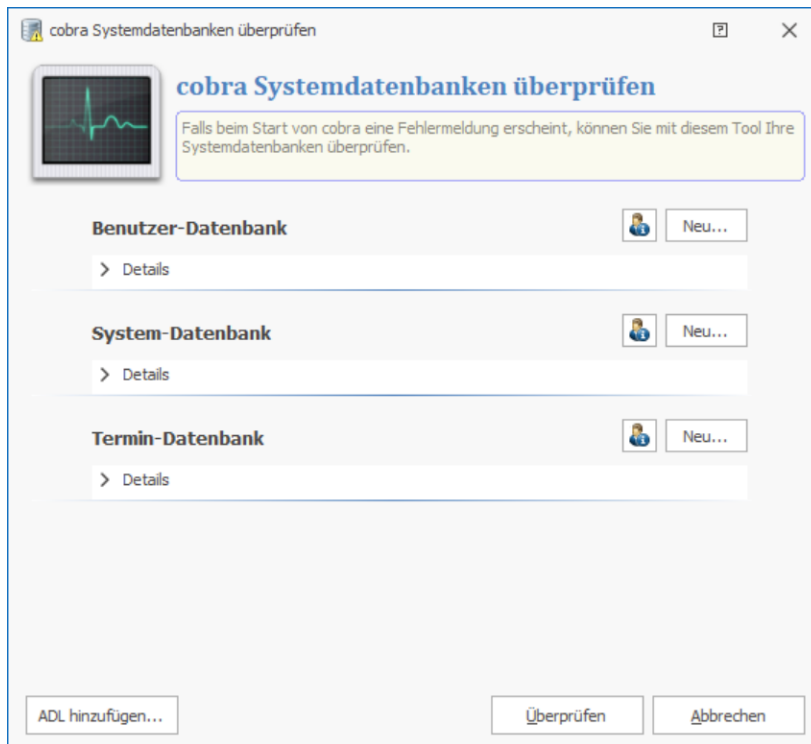 cobra Systemdatenbanken überprüfen
cobra Systemdatenbanken überprüfen
Falls beim Start von cobra eine Fehlermeldung erscheint, können Sie mit diesem Tool Ihre
Systemdatenbanken überprüfen.
Benutzer-Datenbank
Neu...
Details
System-Datenbank
Neu...
Details
Termin-Datenbank
Neu...
Details
ADL hinzufügen... Überprüfen Abbrechen